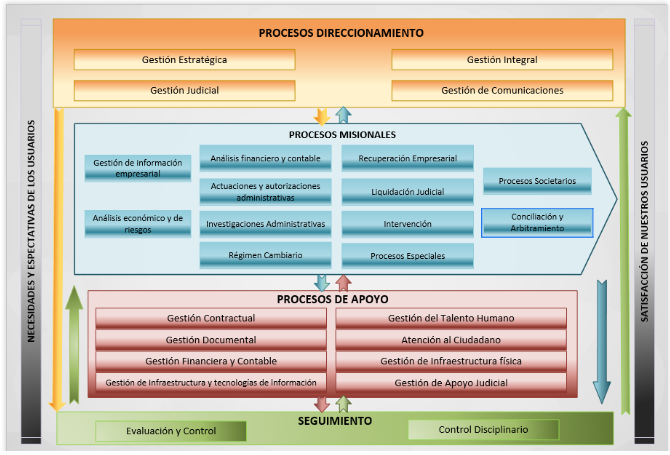 NECESIDADES Y ESPECTATIVAS DE LOS USUARIOS
PROCESOS DIRECCIONAMIENTO
Gestión Estratégica
Gestión Integral
Gestión Judicial
Gestión de Comunicaciones
PROCESOS MISIONALES
Gestión de información
empresarial
Análisis económico y de
riesgos
Análisis financiero y contable
Actuaciones y autorizaciones
administrativas
Investigaciones Administrativas
Régimen Cambiario
Recuperación Empresarial
Liquidación Judicial
Intervención
Procesos Especiales
Procesos Societarios
Conciliación y
Arbitramiento
PROCESOS DE APOYO
Gestión Contractual
Gestión del Talento Humano
Gestión Documental
Atención al Ciudadano
Gestión Financiera y Contable
Gestión de Infraestructura física
Gestión de Infraestructura y tecnologías de Información
Gestión de Apoyo Judicial
SEGUIMIENTO
Evaluación y Control
Control Disciplinario
SATISFACCIÓN DE NUESTROS USUARIOS